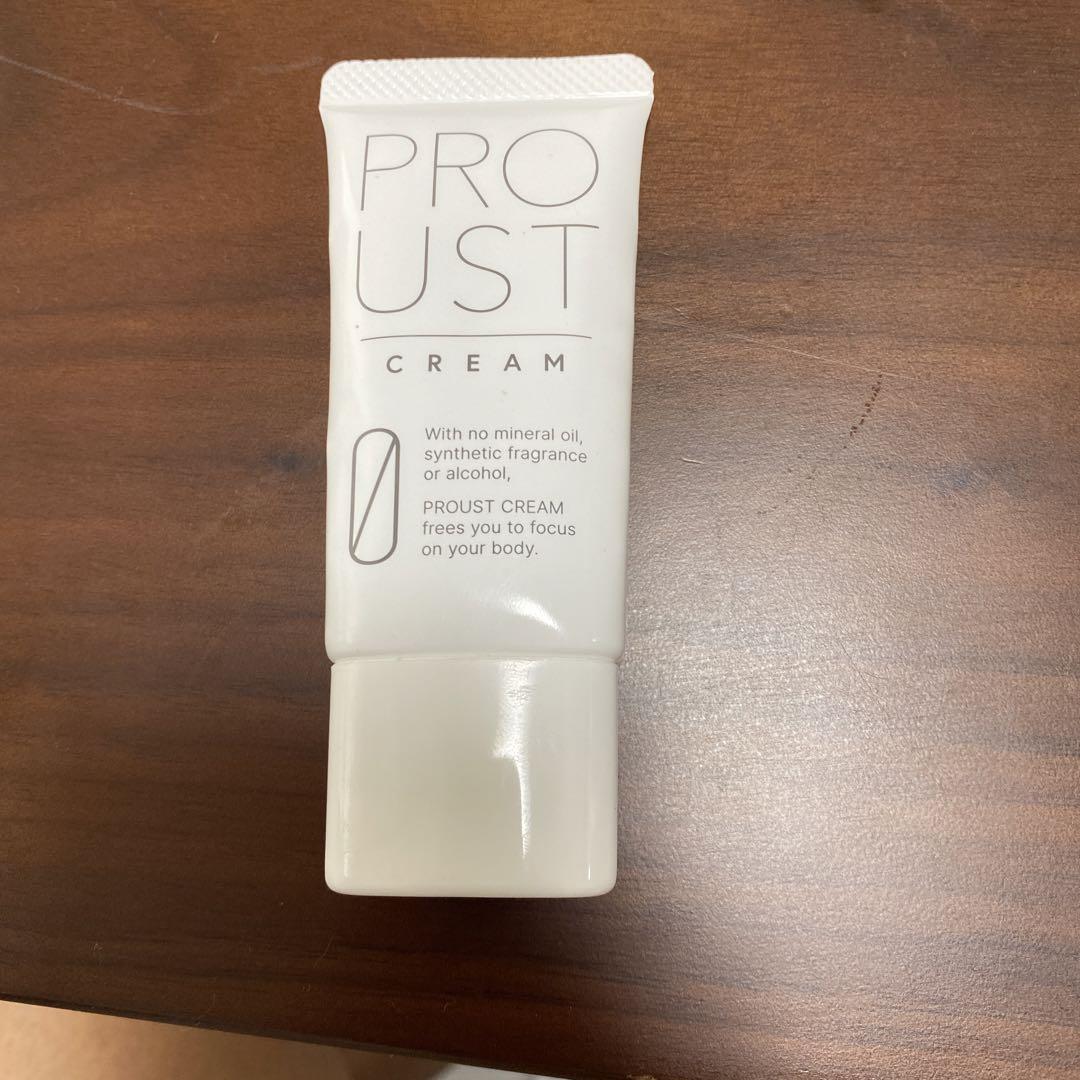 PRO
UST
CREAM
0
With no mineral oil,
synthetic fragrance
or alcohol,
PROUST CREAM
frees you to focus
on your body.